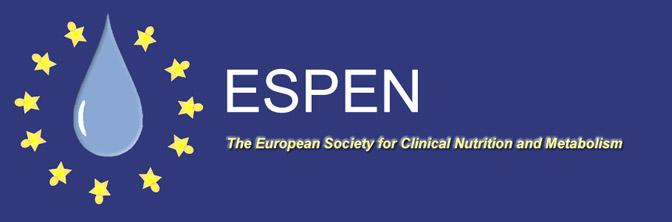 ESPEN
The European Society for Clinical Nutrition and Metabolism